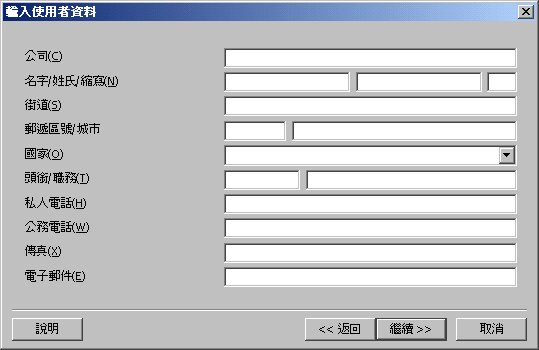 輸入使用者資料
公司(C)
名字/姓氏/縮寫(N)
街道(S)
郵遞區號/城市
國家(O)
頭銜/職務(T)
私人電話(H)
公務電話(W)
傳真(X)
電子郵件(E)
說明 << 返回 繼續 >> 取消